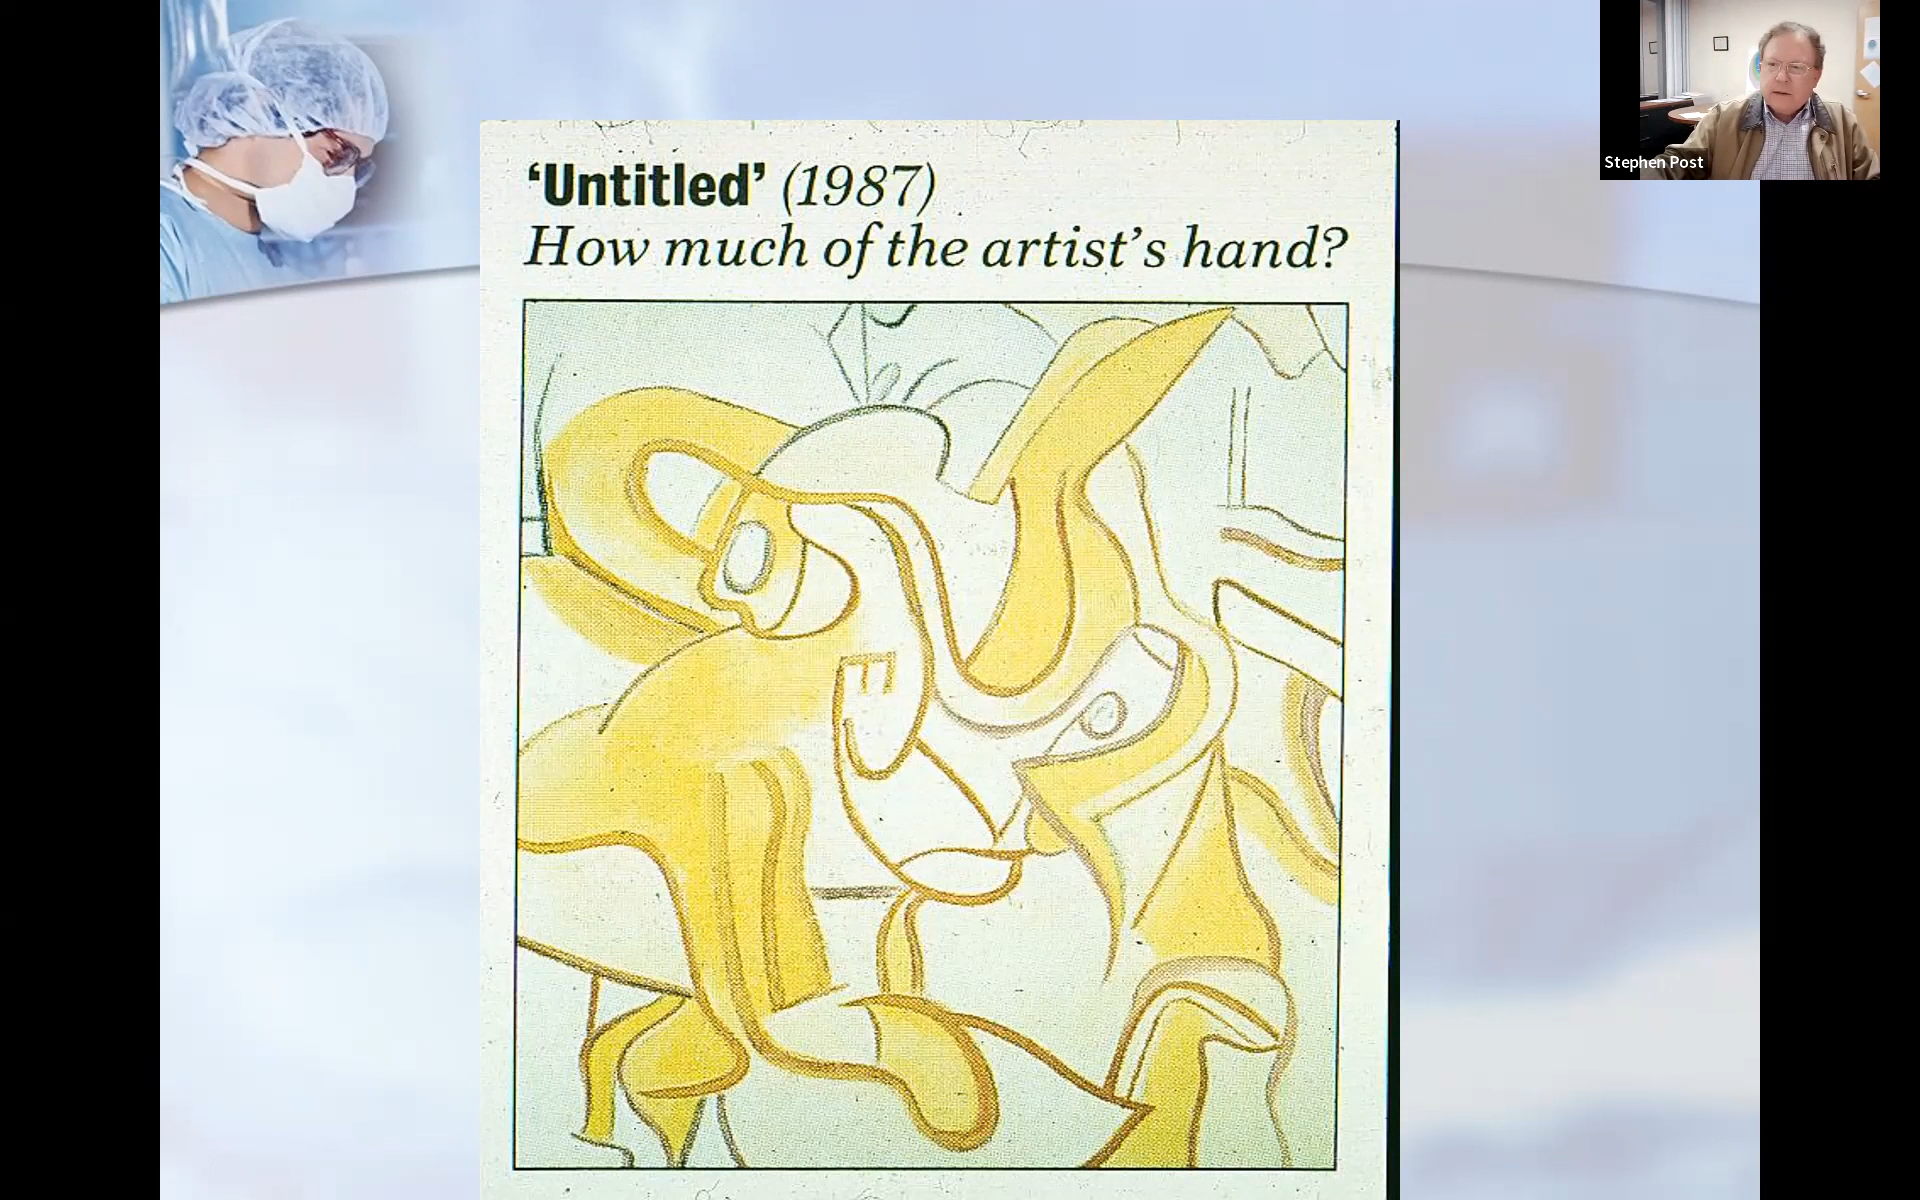 ‘Untitled’ (1987)
How much of the artist’s hand?
E
Stephen Post